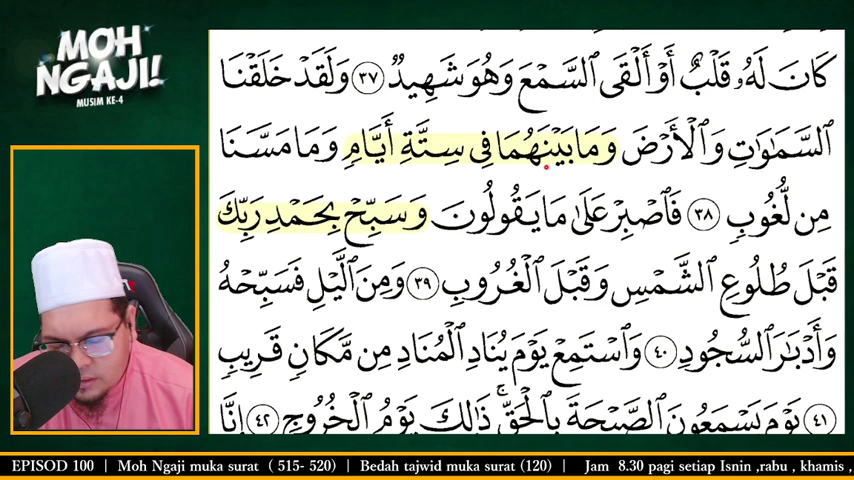 MOH
NGAJI!
MUSIM KE-4
كَانَ لَهُۥ قَلْبٌ أَوْ أَلْقَى ٱلسَّمْعَ وَهُوَ شَهِيدٌ ٣٧ وَلَقَدْ خَلَقْنَا
ٱلسَّمَٰوَٰتِ وَٱلْأَرْضَ وَمَا بَيْنَهُمَا فِى سِتَّةِ أَيَّامٍ وَمَا مَسَّنَا
مِن لُّغُوبٍ ٣٨ فَٱصْبِرْ عَلَىٰ مَا يَقُولُونَ وَسَبِّحْ بِحَمْدِ رَبِّكَ
قَبْلَ طُلُوعِ ٱلشَّمْسِ وَقَبْلَ ٱلْغُرُوبِ ٣٩ وَمِنَ ٱلَّيْلِ فَسَبِّحْهُ
وَأَدْبَٰرَ ٱلسُّجُودِ ٤٠ وَٱسْتَمِعْ يَوْمَ يُنَادِ ٱلْمُنَادِ مِن مَّكَانٍ قَرِيبٍ
٤١ يَوْمَ يَسْمَعُونَ ٱلصَّيْحَةَ بِٱلْحَقِّ ۚ ذَٰلِكَ يَوْمُ ٱلْخُرُوجِ ٤٢ إِنَّا
EPISOD 100 | Moh Ngaji muka surat ( 515- 520) | Bedah tajwid muka surat (120) | Jam 8.30 pagi setiap Isnin ,rabu , khamis ,